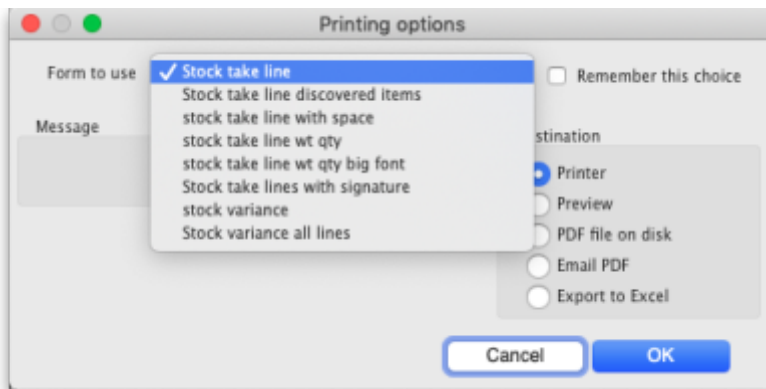 Printing options
Form to use
✓ Stock take line
Stock take line discovered items
stock take line with space
stock take line wt qty
stock take line wt qty big font
Stock take lines with signature
stock variance
Stock variance all lines
Remember this choice
Message
stination
Printer
Preview
PDF file on disk
Email PDF
Export to Excel
Cancel
OK